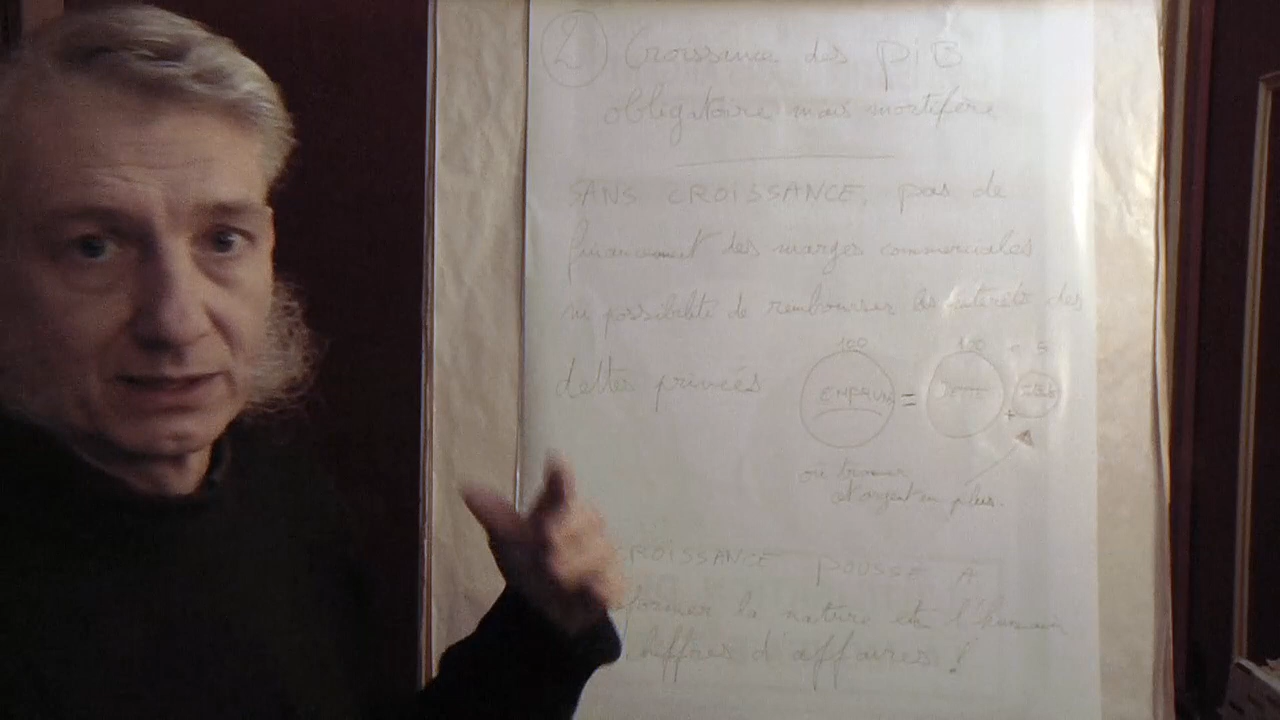 2 Croissance des PIB
obligatoire mais mortifère
SANS CROISSANCE, pas de
financement des marges commerciales
ni possibilité de rembourser les intérêts des
dettes privées
100 100 5
EMPRUNT = +
où trouver
l'argent en plus.
CROISSANCE POUSSE A
la nature et l'humain
chiffres d'affaires !